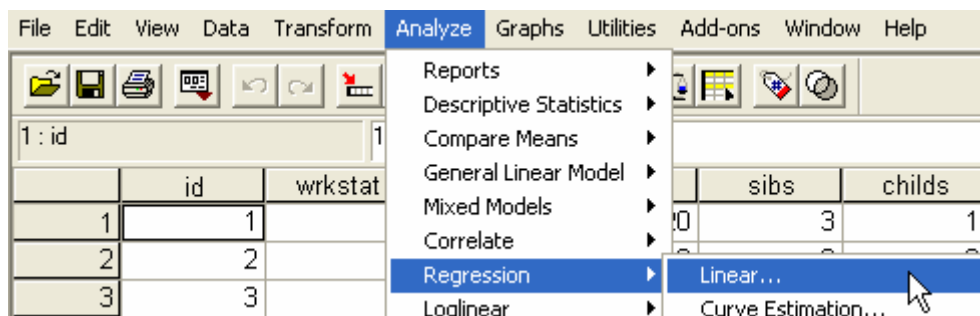 File Edit View Data Transform Analyze Graphs Utilities Add-ons Window Help
Reports
Descriptive Statistics
1 : id 1 Compare Means
id wrkstat General Linear Model sibs childs
1 1 Mixed Models 20 3 1
2 2 Correlate
3 3 Regression Linear...
Loglinear Curve Estimation...